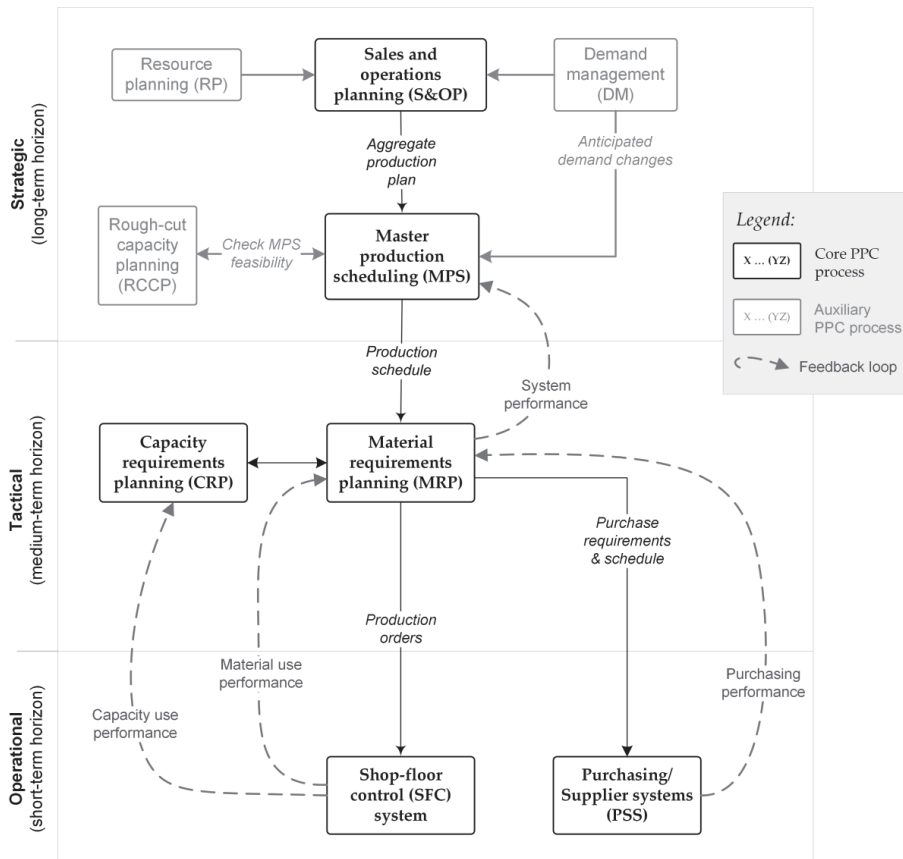 Strategic
(long-term horizon)
Resource
planning (RP)
Sales and
operations
planning (S&OP)
Demand
management
(DM)
Aggregate
production
plan
Anticipated
demand changes
Rough-cut
capacity
planning
(RCCP)
Check MPS
feasibility
Master
production
scheduling (MPS)
Legend:
X ... (YZ)
Core PPC
process
X ... (YZ)
Auxiliary
PPC process
Feedback loop
Tactical
(medium-term horizon)
Production
schedule
System
performance
Capacity
requirements
planning (CRP)
Material
requirements
planning (MRP)
Purchase
requirements
& schedule
Production
orders
Operational
(short-term horizon)
Material use
performance
Purchasing
performance
Capacity use
performance
Shop-floor
control (SFC)
system
Purchasing/
Supplier systems
(PSS)